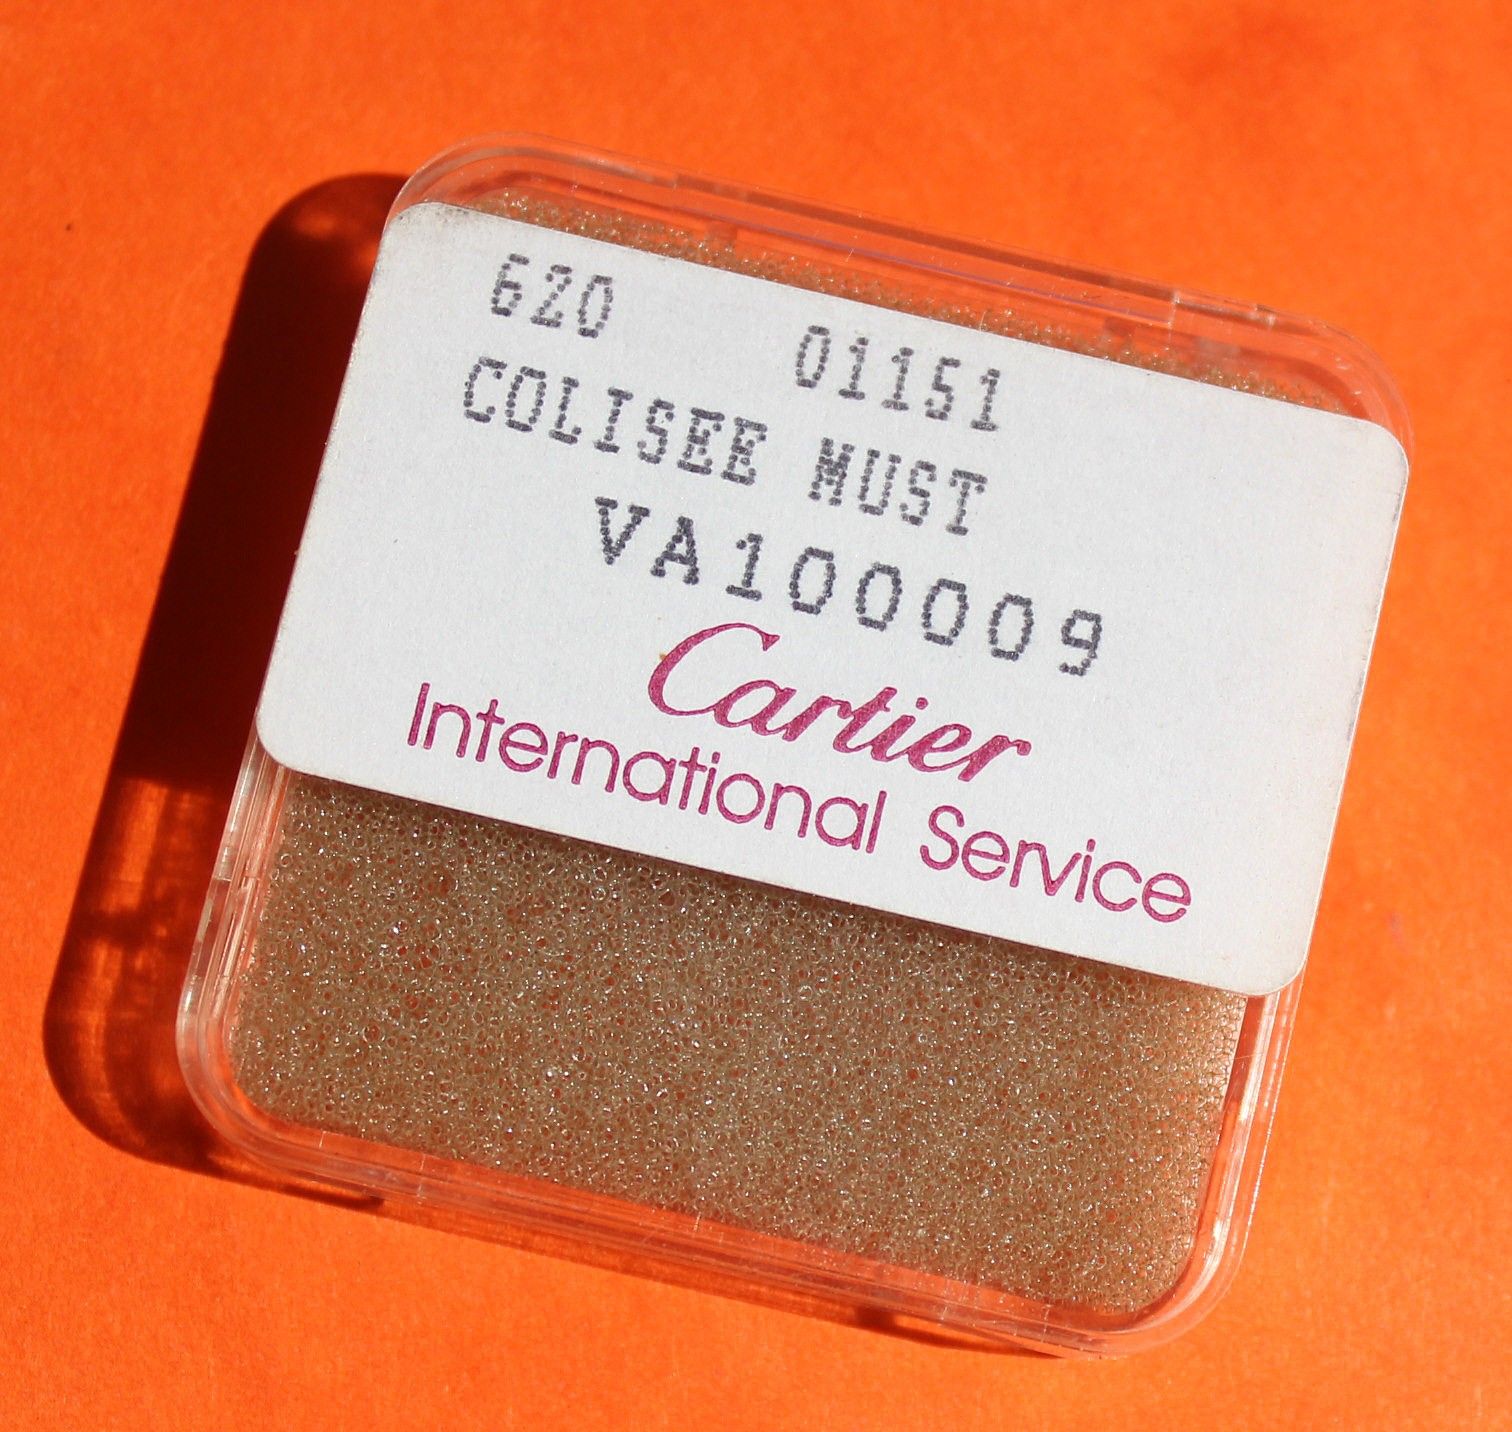 620 01151
COLISEE MUST
VA100009
Cartier
International Service